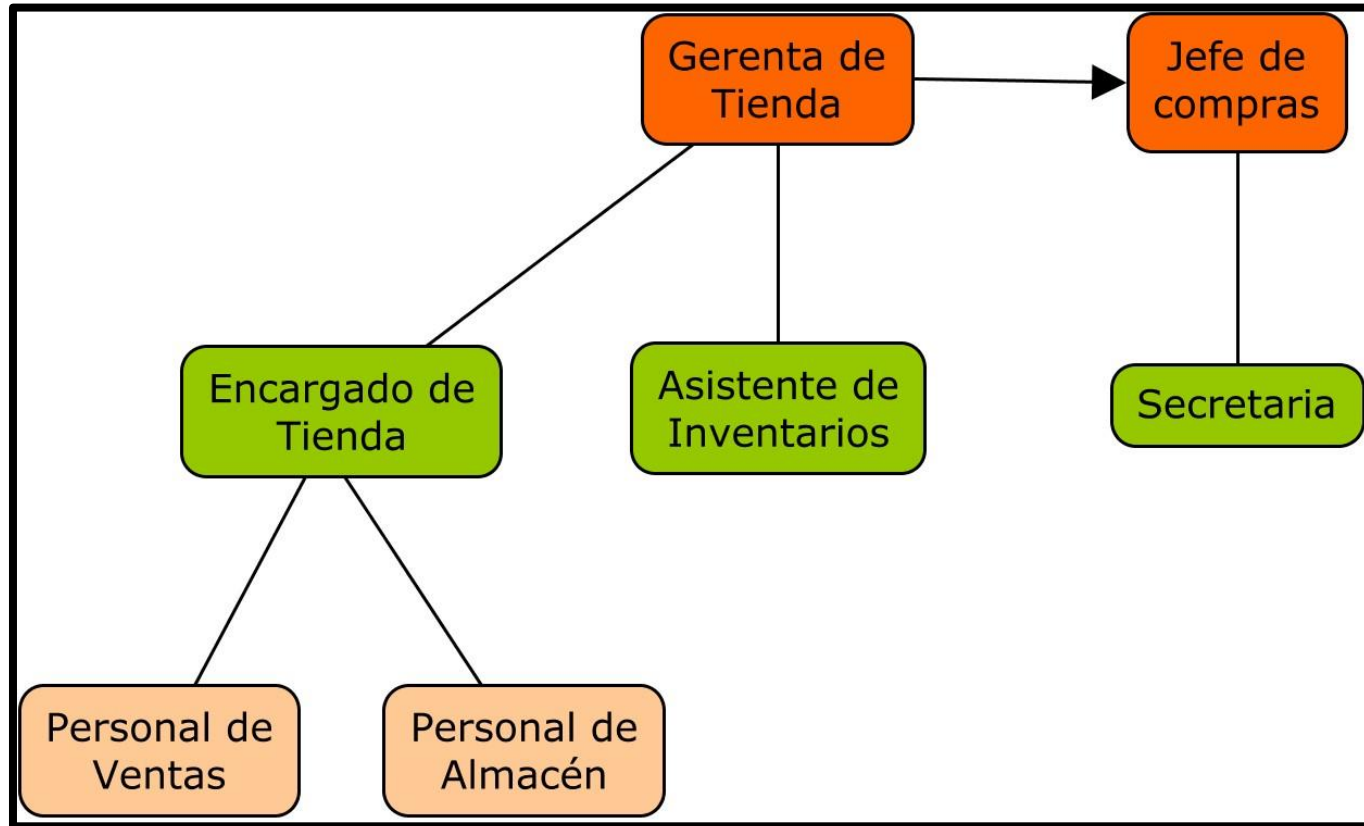 Gerenta de
Tienda
Jefe de
compras
Encargado de
Tienda
Asistente de
Inventarios
Secretaria
Personal de
Ventas
Personal de
Almacén